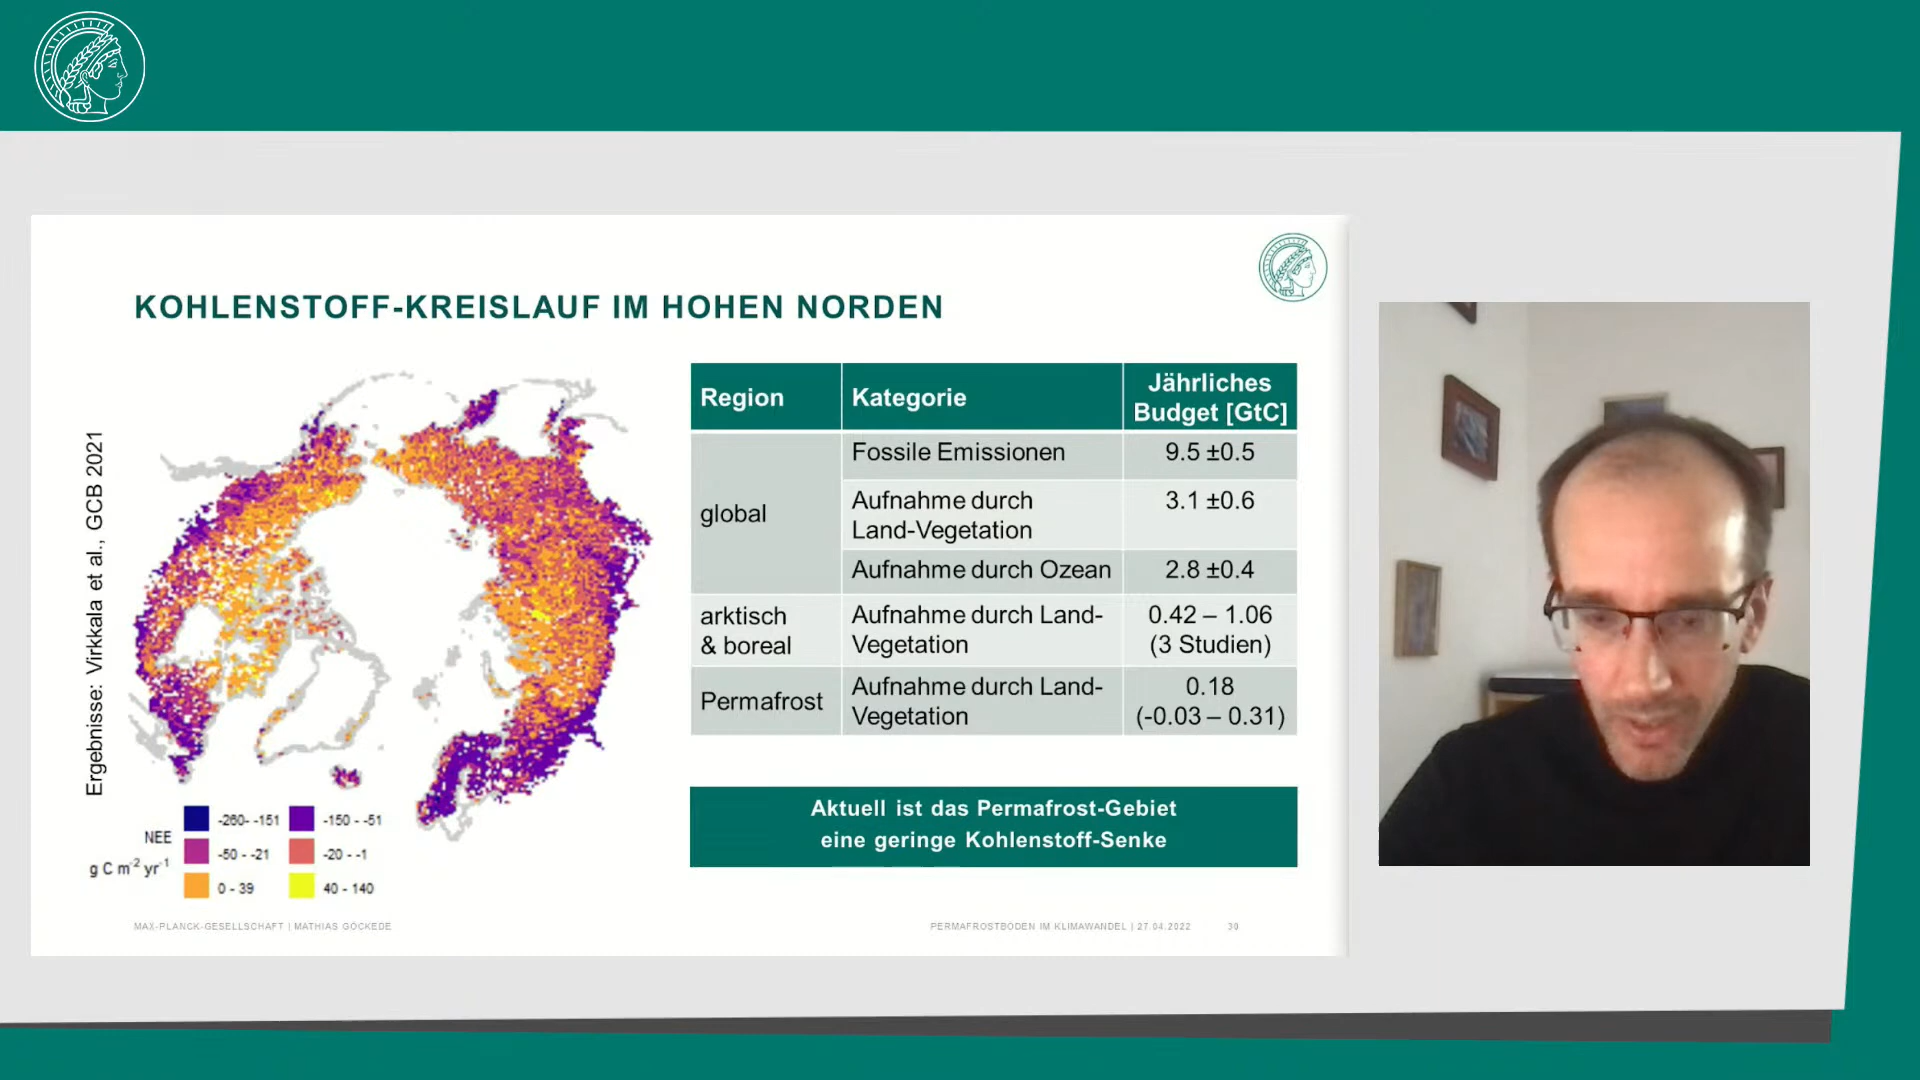 KOHLENSTOFF-KREISLAUF IM HOHEN NORDEN
Ergebnisse: Virkkala et al., GCB 2021
NEE
g C m-2 yr-1
-260- -151
-150 - -51
-50 - -21
-20 - -1
0 - 39
40 - 140
Region
Kategorie
Jährliches
Budget [GtC]
global
Fossile Emissionen
9.5 ±0.5
Aufnahme durch
Land-Vegetation
3.1 ±0.6
Aufnahme durch Ozean
2.8 ±0.4
arktisch
& boreal
Aufnahme durch Land-
Vegetation
0.42 – 1.06
(3 Studien)
Permafrost
Aufnahme durch Land-
Vegetation
0.18
(-0.03 – 0.31)
Aktuell ist das Permafrost-Gebiet
eine geringe Kohlenstoff-Senke
MAX-PLANCK-GESELLSCHAFT | MATHIAS GÖCKEDE
PERMAFROSTBÖDEN IM KLIMAWANDEL | 27.04.2022
30